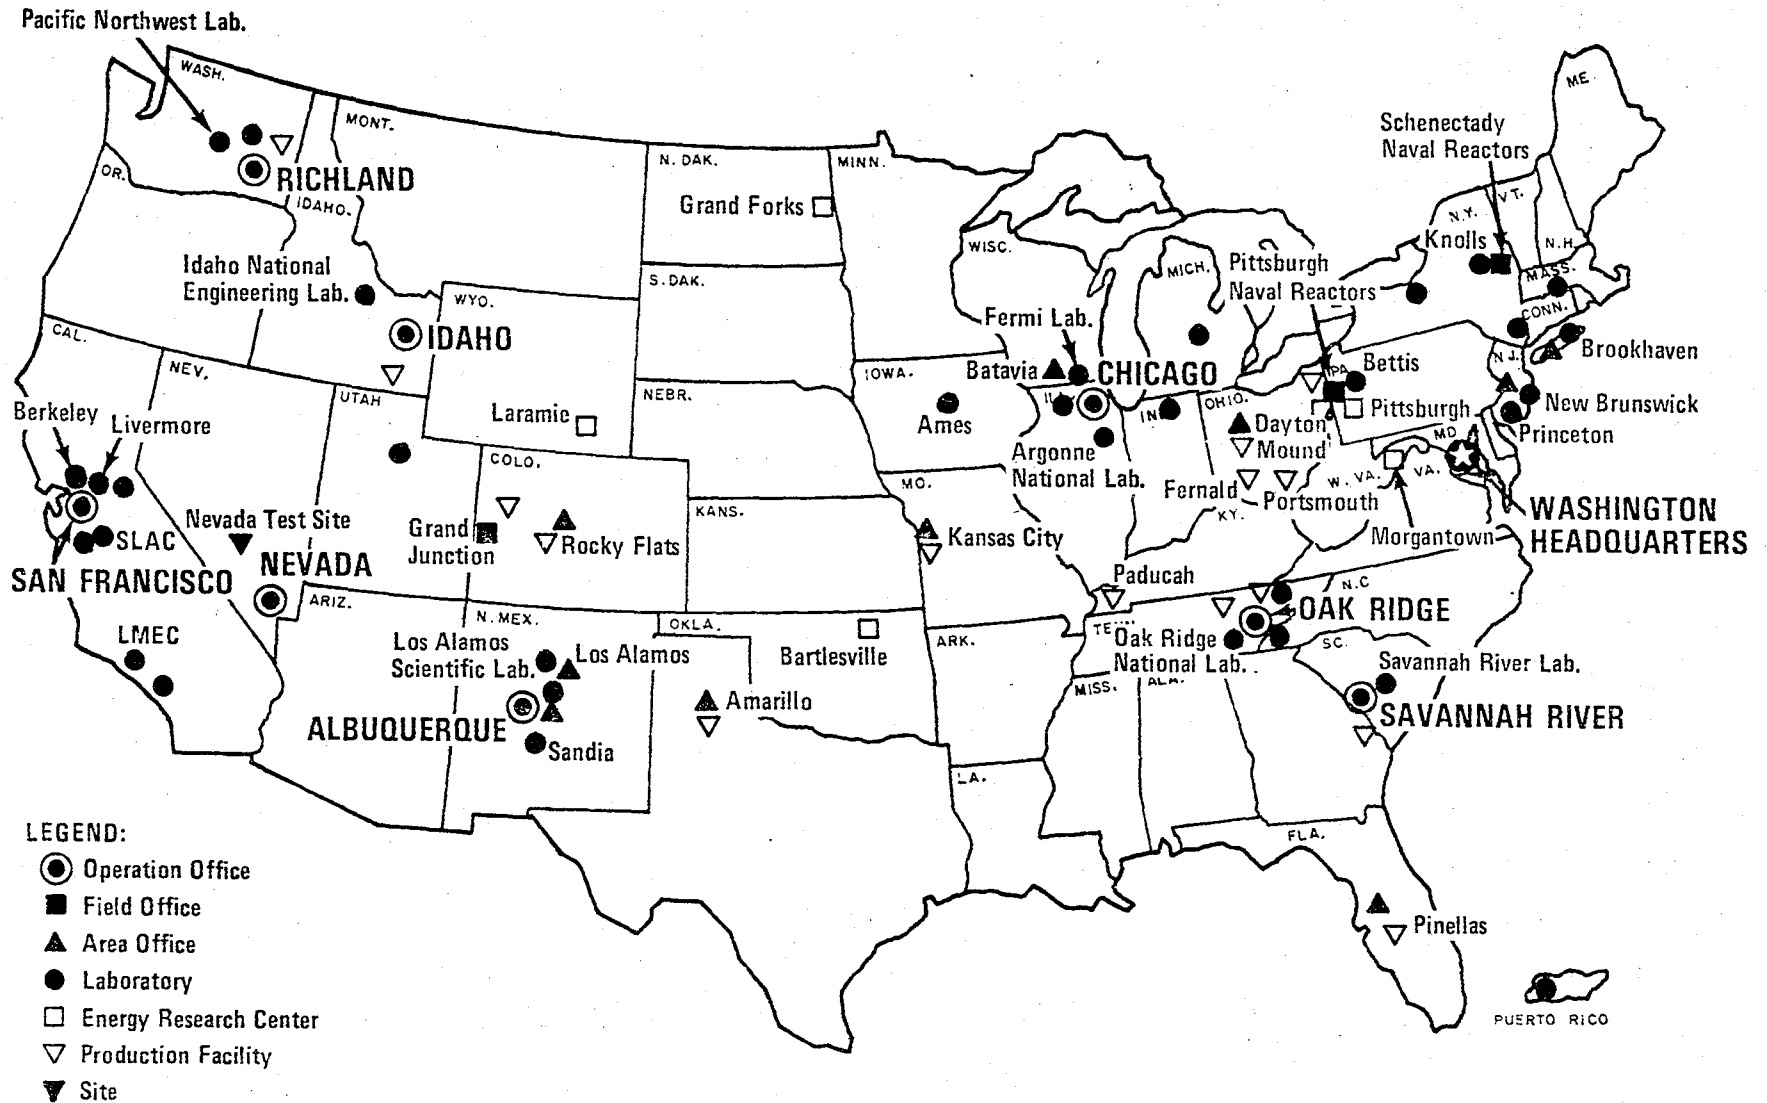 Pacific Northwest Lab.
WASH.
MONT.
ME.
Schenectady
Naval Reactors
N. DAK.
MINN.
OR.
RICHLAND
IDAHO.
Grand Forks
VT.
N.Y.
Knolls
N.H.
WISC.
MICH.
MASS.
Idaho National
Engineering Lab.
S.DAK.
Pittsburgh
Naval Reactors
WYO.
CONN.
CAL.
IDAHO
Fermi Lab.
N.J.
Brookhaven
NEV.
IOWA.
Batavia
CHICAGO
PA.
Bettis
UTAH
NEBR.
ILL
IND
OHIO.
Berkeley
Livermore
Laramie
Ames
Dayton
Pittsburgh
New Brunswick
Princeton
MD
Argonne
National Lab.
Mound
COLO.
MO.
W. VA.
VA.
Fernald
Portsmouth
KANS.
KY.
WASHINGTON
HEADQUARTERS
Nevada Test Site
Grand
Junction
Rocky Flats
Kansas City
Morgantown
SLAC
SAN FRANCISCO
NEVADA
Paducah
N.C
ARIZ.
N. MEX.
OKLA.
OAK RIDGE
LMEC
Los Alamos
Scientific Lab.
Los Alamos
Bartlesville
ARK.
Oak Ridge
National Lab.
SC.
Savannah River Lab.
MISS.
ALA.
Amarillo
ALBUQUERQUE
SAVANNAH RIVER
Sandia
LA.
FLA.
Pinellas
PUERTO RICO
LEGEND:
Operation Office
Field Office
Area Office
Laboratory
Energy Research Center
Production Facility
Site